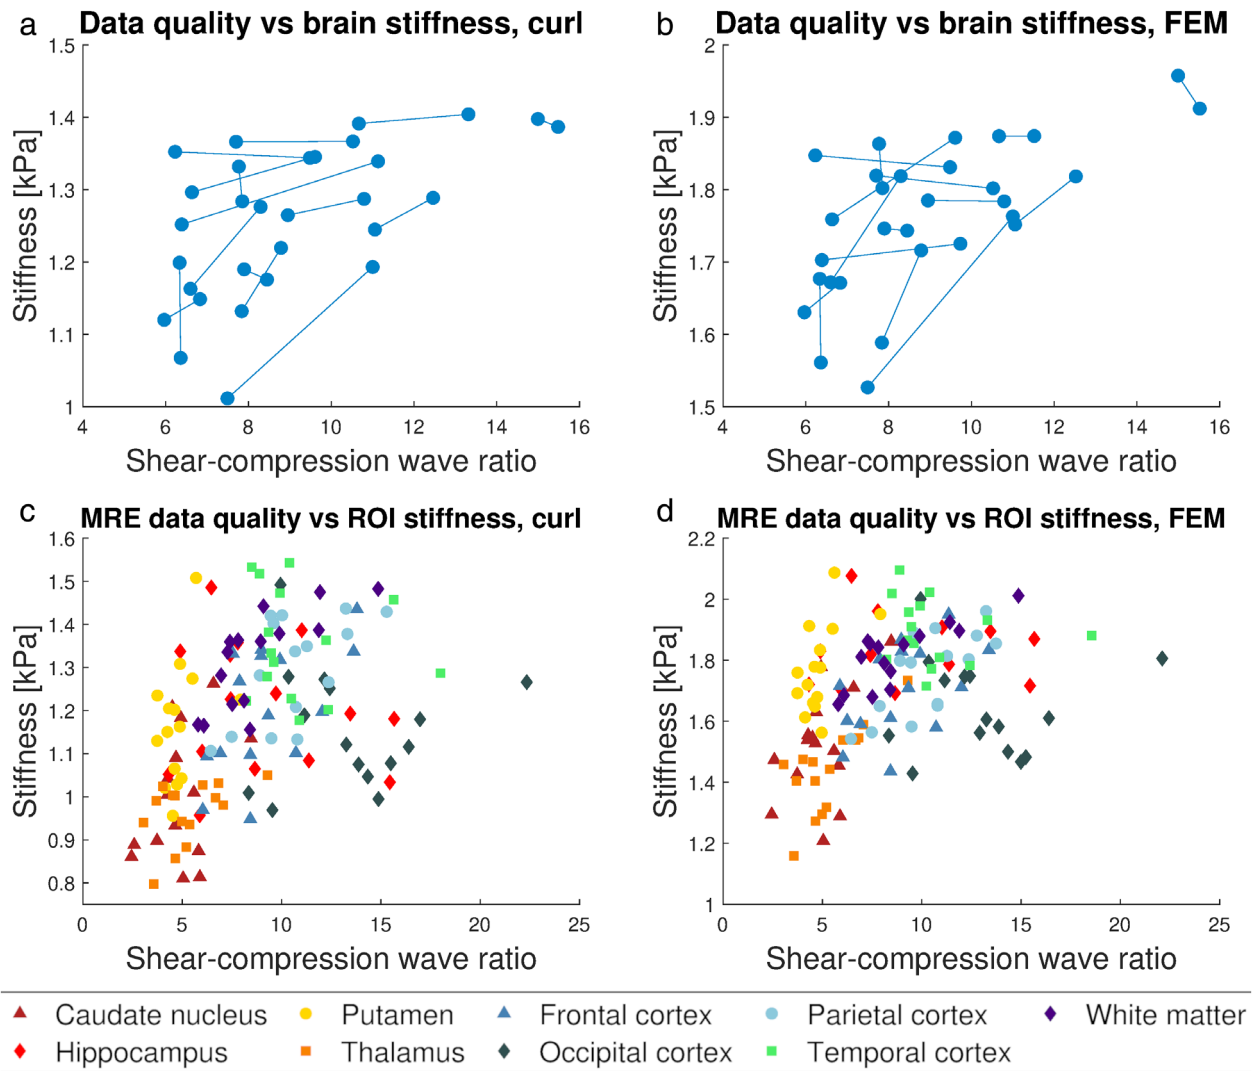 a
Data quality vs brain stiffness, curl
1.5
1.4
1.3
1.2
1.1
1
Stiffness [kPa]
4 6 8 10 12 14 16
Shear-compression wave ratio
b
Data quality vs brain stiffness, FEM
2
1.9
1.8
1.7
1.6
1.5
Stiffness [kPa]
4 6 8 10 12 14 16
Shear-compression wave ratio
c
MRE data quality vs ROI stiffness, curl
1.6
1.5
1.4
1.3
1.2
1.1
1
0.9
0.8
Stiffness [kPa]
0 5 10 15 20 25
Shear-compression wave ratio
d
MRE data quality vs ROI stiffness, FEM
2.2
2
1.8
1.6
1.4
1.2
1
Stiffness [kPa]
0 5 10 15 20 25
Shear-compression wave ratio
Caudate nucleus Putamen Frontal cortex Parietal cortex White matter
Hippocampus Thalamus Occipital cortex Temporal cortex